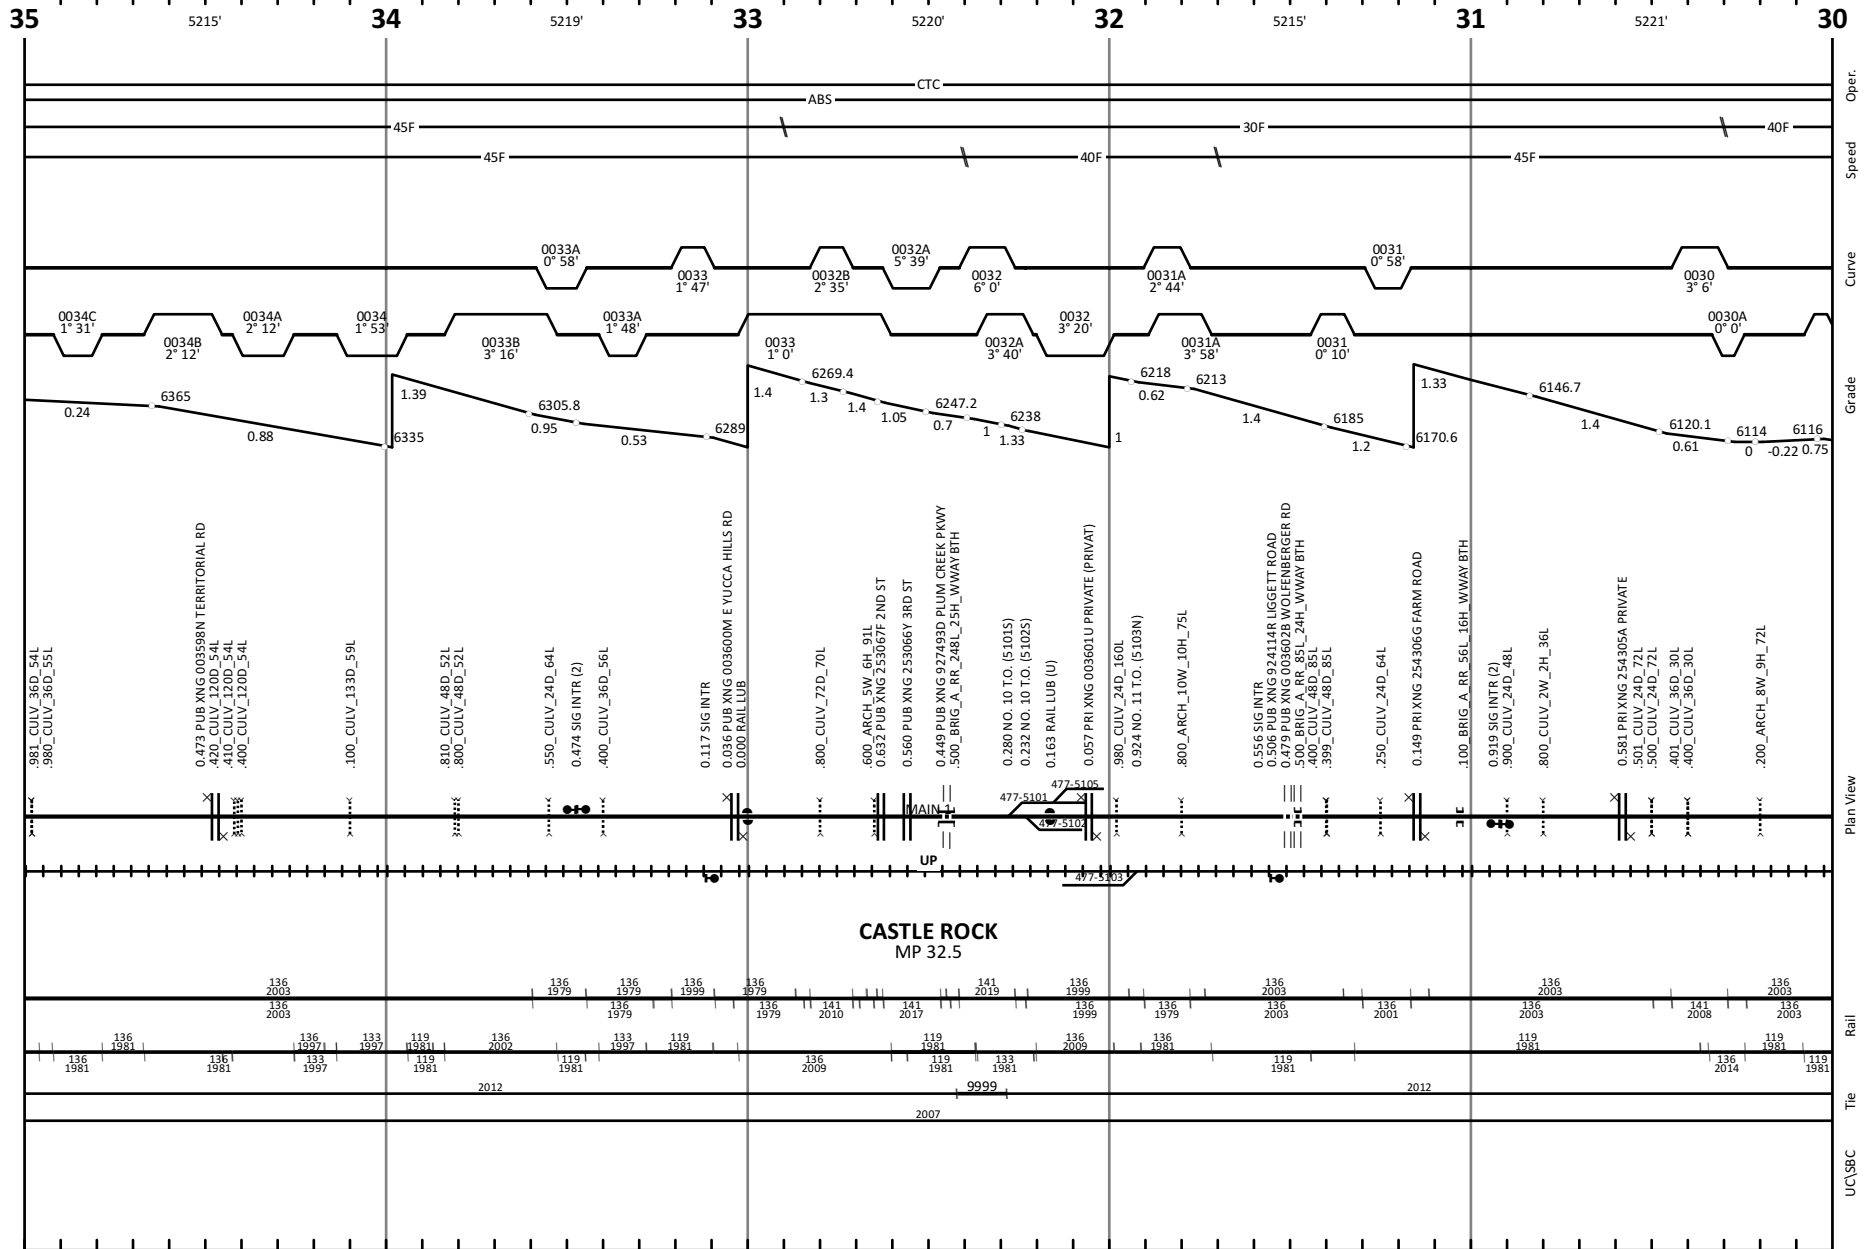 35 5215' 34 5219' 33 5220' 32 5215' 31 5221' 30
CTC
ABS
Oper.
45F 30F 40F
45F 40F 45F
Speed
0033A
0° 58'
0033
1° 47'
0032B
2° 35'
0032A
5° 39'
0032
6° 0'
0031A
2° 44'
0031
0° 58'
0030
3° 6'
Curve
0034C
1° 31'
0034B
2° 12'
0034A
2° 12'
0034
1° 53'
0033B
3° 16'
0033A
1° 48'
0033
1° 0'
0032A
3° 40'
0032
3° 20'
0031A
3° 58'
0031
0° 10'
0030A
0° 0'
0.24 6365 0.88 6335 1.39 6305.8 0.95 0.53 6289 1.4 6269.4 1.3 1.4 1.05 6247.2 0.7 1 6238 1.33 1 6218 0.62 6213 1.4 6185 1.2 6170.6 1.33 6146.7 1.4 6120.1 0.61 6114 0 -0.22 6116 0.75
Grade
.981_CULV_36D_54L
.980_CULV_36D_55L
0.473 PUB XNG 003598N TERRITORIAL RD
.420_CULV_120D_54L
.410_CULV_120D_54L
.400_CULV_120D_54L
.100_CULV_133D_59L
.810_CULV_48D_52L
.800_CULV_48D_52L
.550_CULV_24D_64L
0.474 SIG INTR (2)
.400_CULV_36D_56L
0.117 SIG INTR
0.036 PUB XNG 003600M E YUCCA HILLS RD
0.000 RAIL LUB
.800_CULV_72D_70L
.600_ARCH_5W_6H_91L
0.632 PUB XNG 253067F 2ND ST
0.560 PUB XNG 253066Y 3RD ST
0.449 PUB XNG 927493D PLUM CREEK PKWY
.500_BRIG_A_RR_248L_25H_WWAY BTH
0.280 NO. 10 T.O. (5101S)
0.232 NO. 10 T.O. (5102S)
0.163 RAIL LUB (U)
0.057 PRI XNG 003601U PRIVATE (PRIVAT)
.980_CULV_24D_160L
0.924 NO. 11 T.O. (5103N)
.800_ARCH_10W_10H_75L
0.556 SIG INTR
0.506 PUB XNG 924114R LIGGETT ROAD
0.479 PUB XNG 003602B WOLFENBERGER RD
.500_BRIG_A_RR_85L_24H_WWAY BTH
.400_CULV_48D_85L
.399_CULV_48D_85L
.250_CULV_24D_64L
0.149 PRI XNG 254306G FARM ROAD
.100_BRIG_A_RR_56L_16H_WWAY BTH
0.919 SIG INTR (2)
.900_CULV_24D_48L
.800_CULV_2W_2H_36L
0.581 PRI XNG 254305A PRIVATE
.501_CULV_24D_72L
.500_CULV_24D_72L
.401_CULV_36D_30L
.400_CULV_36D_30L
.200_ARCH_8W_9H_72L
MAIN 1
477-5101
477-5105
477-5102
Plan View
UP
477-5103
CASTLE ROCK
MP 32.5
136 136 136 136 136 141 136 136 136 136
2003 1979 1979 1999 1979 2019 1999 2003 2003 2003
136 136 136 141 141 136 136 136 136 136 141 136
2003 1979 1979 2010 2017 1999 1979 2003 2001 2003 2008 2003
Rail
136 136 133 119 136 133 119 119 136 136 119 119
1981 1997 1997 1981 2002 1997 1981 1981 2009 1981 1981 1981
136 136 133 119 119 136 119 133 119 136 119
1981 1981 1997 1981 1981 2009 1981 1981 1981 2014 1981
2012 9999 2012
Tie
2007
UC\SBC